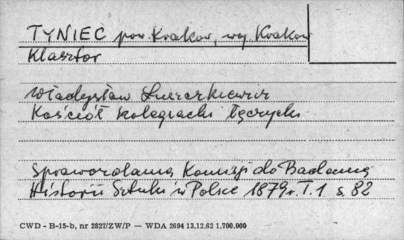 TYNIEC pow. Kraków, woj. Kraków
Klasztor
Władysław Łuszczkiewicz
Kościół kolegiacki łęczycki
Sprawozdania Komisji do Badania
Historii Sztuki w Polsce 1879 r. T. 1 s. 82
CWD - B-15-b, nr 2827/ZW/P — WDA 2694 13.12.62 1.700.000